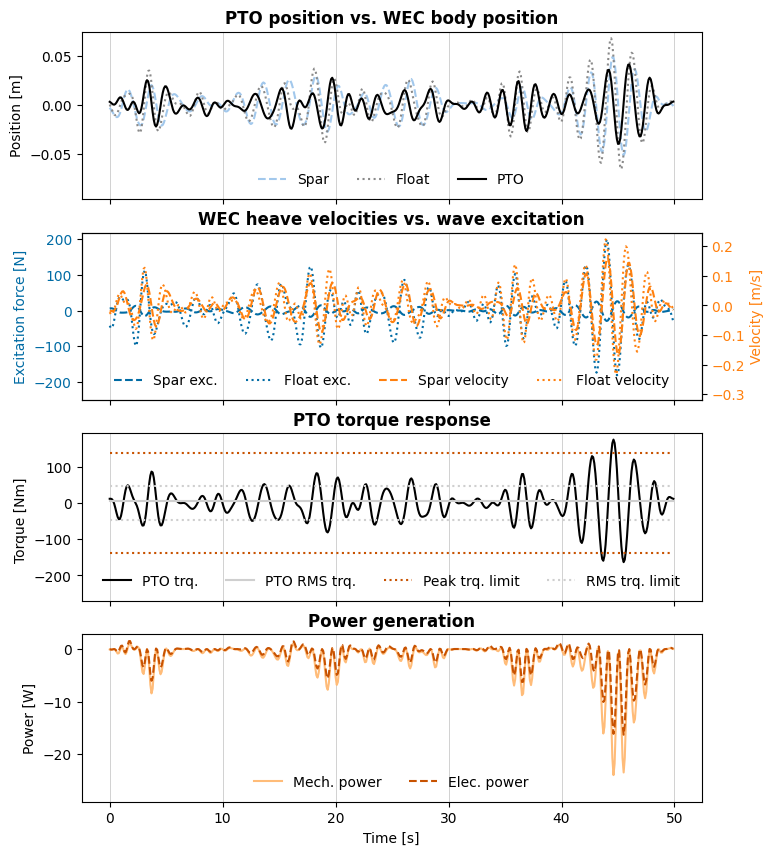 PTO position vs. WEC body position
Position [m]
0.05
0.00
−0.05
Spar Float PTO
WEC heave velocities vs. wave excitation
Excitation force [N]
200
100
0
−100
−200
Velocity [m/s]
0.2
0.1
0.0
−0.1
−0.2
−0.3
Spar exc. Float exc. Spar velocity Float velocity
PTO torque response
Torque [Nm]
100
0
−100
−200
PTO trq. PTO RMS trq. Peak trq. limit RMS trq. limit
Power generation
Power [W]
0
−10
−20
Mech. power Elec. power
0 10 20 30 40 50
Time [s]